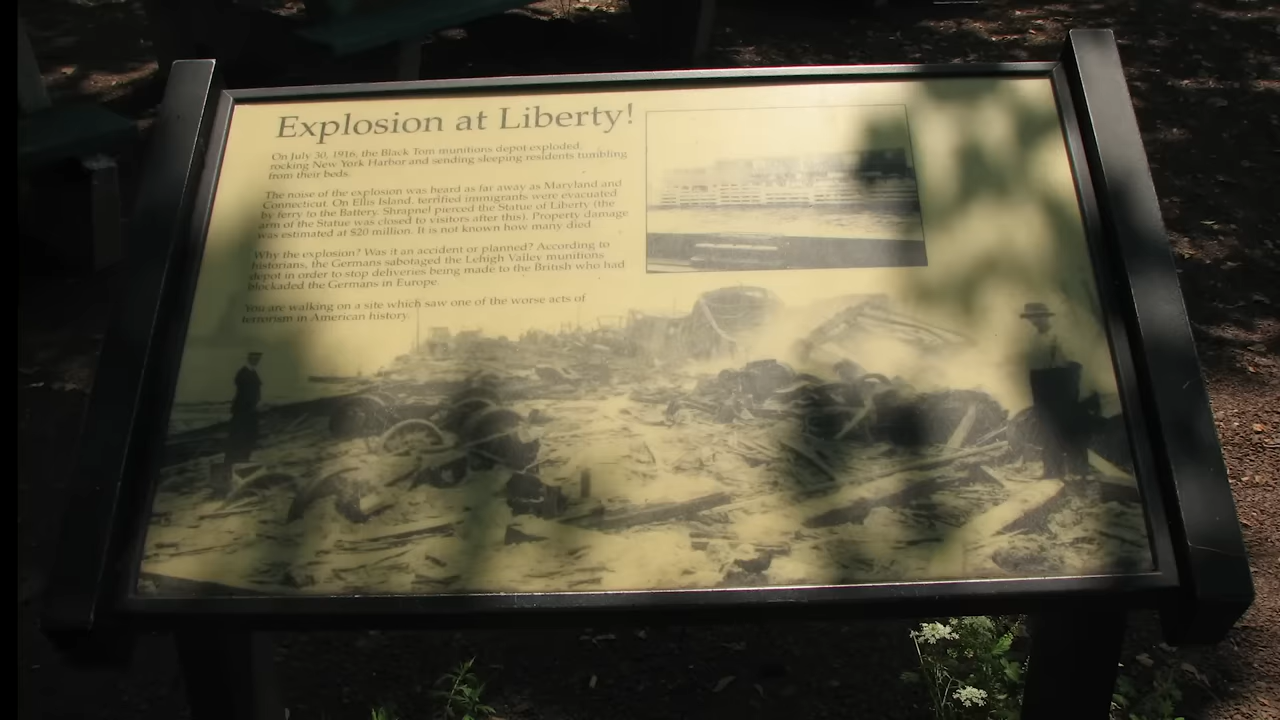 Explosion at Liberty!
On July 30, 1916, the Black Tom munitions depot exploded,
rocking New York Harbor and sending sleeping residents tumbling
from their beds.
The noise of the explosion was heard as far away as Maryland and
Connecticut. On Ellis Island, terrified immigrants were evacuated
by ferry to the Battery. Shrapnel pierced the Statue of Liberty (the
arm of the Statue was closed to visitors after this). Property damage
was estimated at $20 million. It is not known how many died
Why the explosion? Was it an accident or planned? According to
historians, the Germans sabotaged the Lehigh Valley munitions
depot in order to stop deliveries being made to the British who had
blockaded the Germans in Europe.
You are walking on a site which saw one of the worse acts of
terrorism in American history.